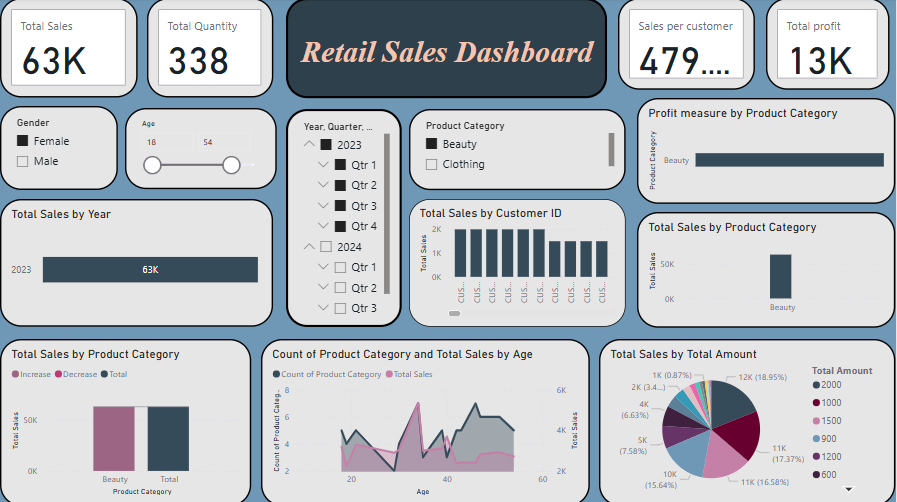 Total Sales
63K
Total Quantity
338
Retail Sales Dashboard
Sales per customer
479....
Total profit
13K
Gender
Female
Male
Age
18 54
Year, Quarter, ...
2023
Qtr 1
Qtr 2
Qtr 3
Qtr 4
2024
Qtr 1
Qtr 2
Qtr 3
Product Category
Beauty
Clothing
Profit measure by Product Category
Product Category
Beauty
Total Sales by Year
2023
63K
Total Sales by Customer ID
Total Sales
2K
1K
0K
CUS...
CUS...
CUS...
CUS...
CUS...
CUS...
CUS...
CUS...
CUS...
CUS...
Total Sales by Product Category
Total Sales
50K
0K
Beauty
Total Sales by Product Category
Increase Decrease Total
Total Sales
50K
0K
Beauty Total
Product Category
Count of Product Category and Total Sales by Age
Count of Product Category Total Sales
Count of Product Categ...
8
6
4
2
6K
4K
2K
Total Sales
20 40 60
Age
Total Sales by Total Amount
1K (0.87%)
2K (3.4...)
4K
(6.63%)
5K
(7.58%)
10K
(15.64%)
12K (18.95%)
11K
(17.37%)
11K (16.58%)
Total Amount
2000
1000
1500
900
1200
600